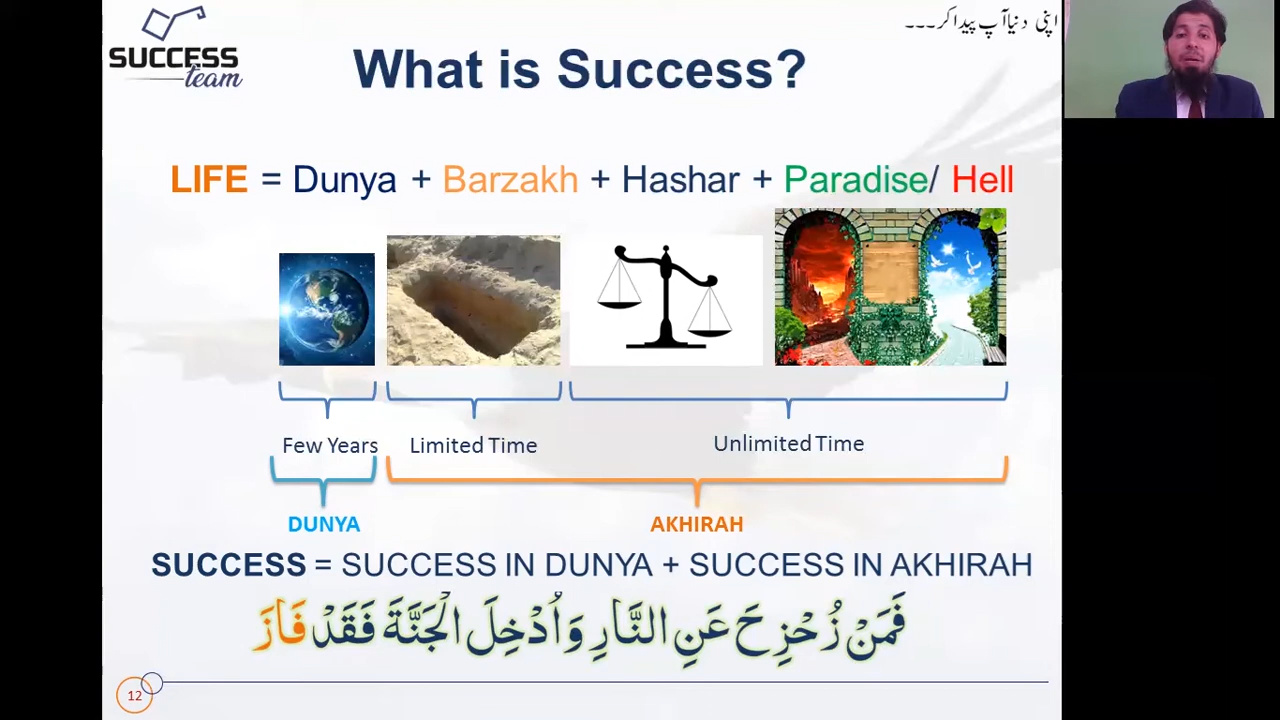 SUCCESS
team
اپنی دنیا آپ پیدا کر۔۔۔
What is Success?
LIFE = Dunya + Barzakh + Hashar + Paradise/ Hell
Few Years
Limited Time
Unlimited Time
DUNYA
AKHIRAH
SUCCESS = SUCCESS IN DUNYA + SUCCESS IN AKHIRAH
فَمَنْ زُحْزِحَ عَنِ النَّارِ وَاُدْخِلَ الْجَنَّةَ فَقَدْ فَازَ
12